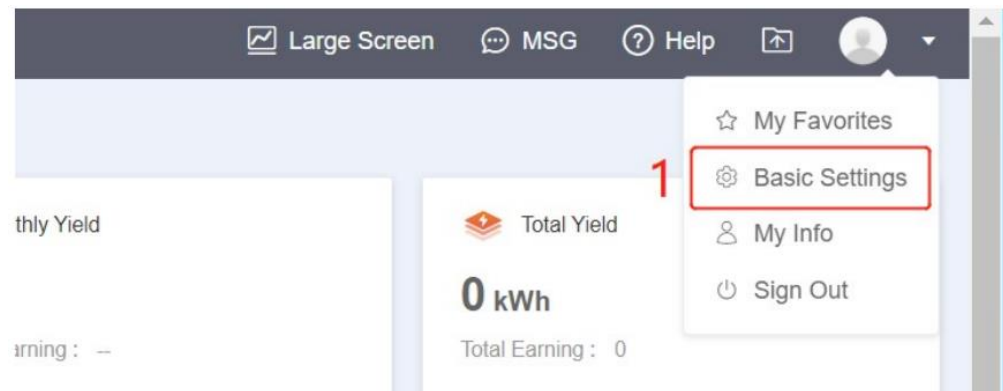 Large Screen MSG Help
My Favorites
1 Basic Settings
My Info
Sign Out
thly Yield
Total Yield
0 kWh
arning : --
Total Earning : 0